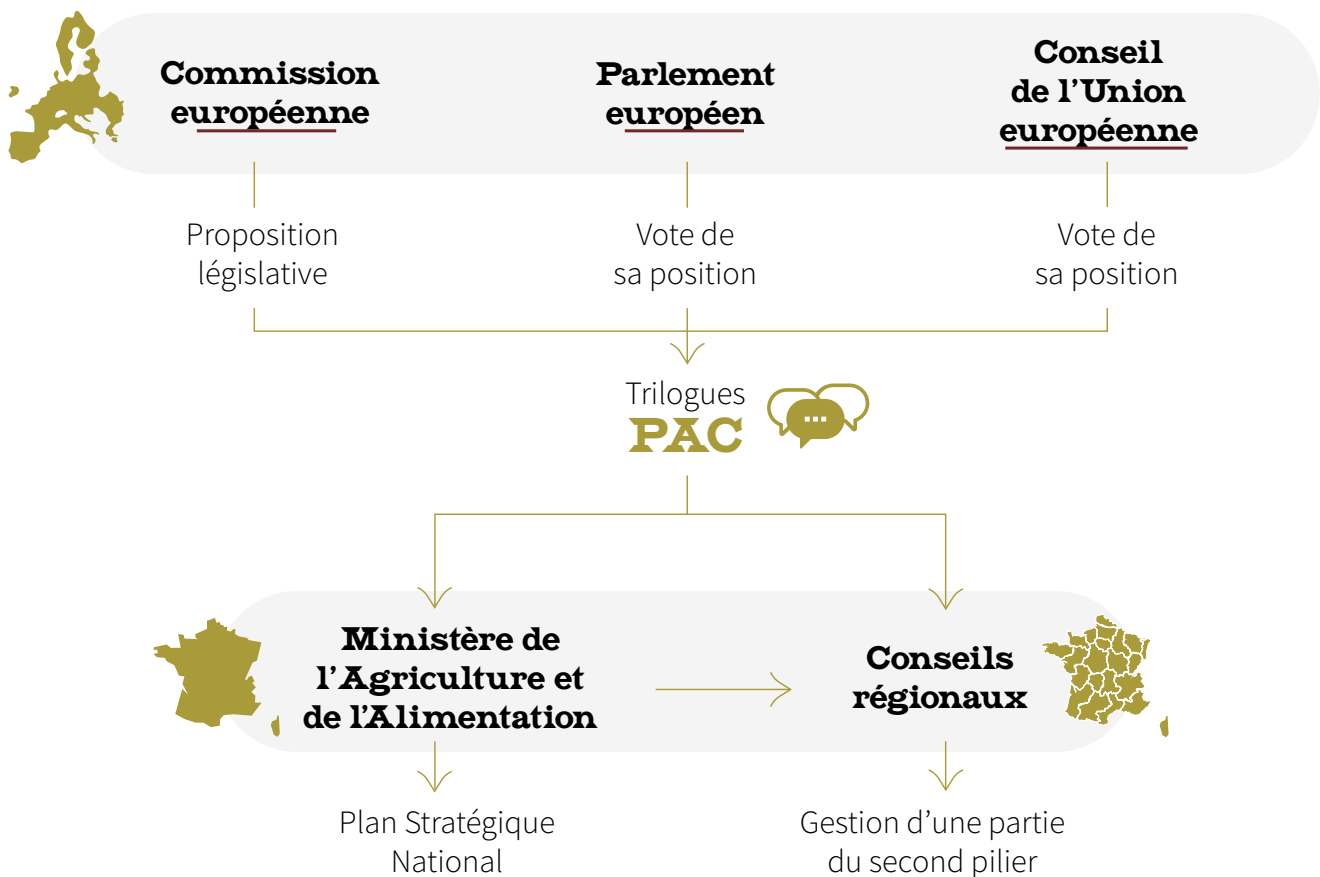 Commission
européenne
Parlement
européen
Conseil
de l’Union
européenne
Proposition
législative
Vote de
sa position
Vote de
sa position
Trilogues
PAC
Ministère de
l’Agriculture et
de l’Alimentation
Conseils
régionaux
Plan Stratégique
National
Gestion d’une partie
du second pilier